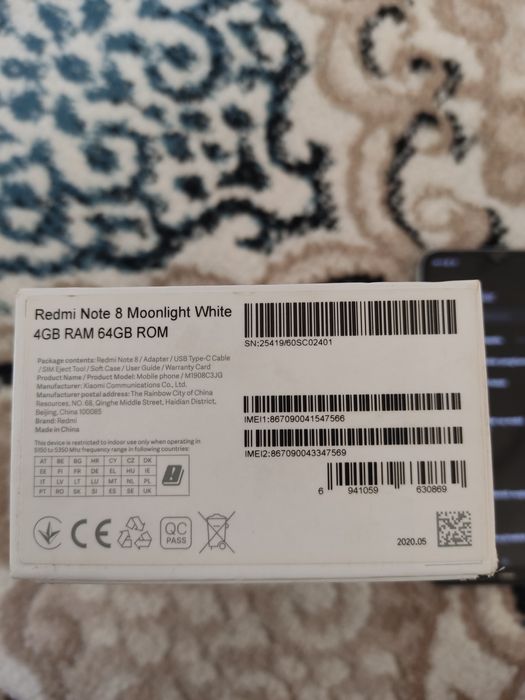 Redmi Note 8 Moonlight White
4GB RAM 64GB ROM
Package contents: Redmi Note 8 / Adapter / USB Type-C Cable
/ SIM Eject Tool / Soft Case / User Guide / Warranty Card
Product Name / Product Model: Mobile phone / M1908C3JG
Manufacturer: Xiaomi Communications Co., Ltd.
Manufacturer postal address: The Rainbow City of China
Resources, NO.68, Qinghe Middle Street, Haidian District,
Beijing, China 100085
Brand: Redmi
Made in China
This device is restricted to indoor use only when operating in
5150 to 5350 Mhz frequency range in following countries:
AT BE BG HR CY CZ DK
EE FI FR DE EL HU IE
IT LV LT LU MT NL PL
PT RO SK SI ES SE UK
CE
QC
PASS
SN:25419/60SC02401
IMEI1:867090041547566
IMEI2:867090043347569
6 941059 630869
2020.05